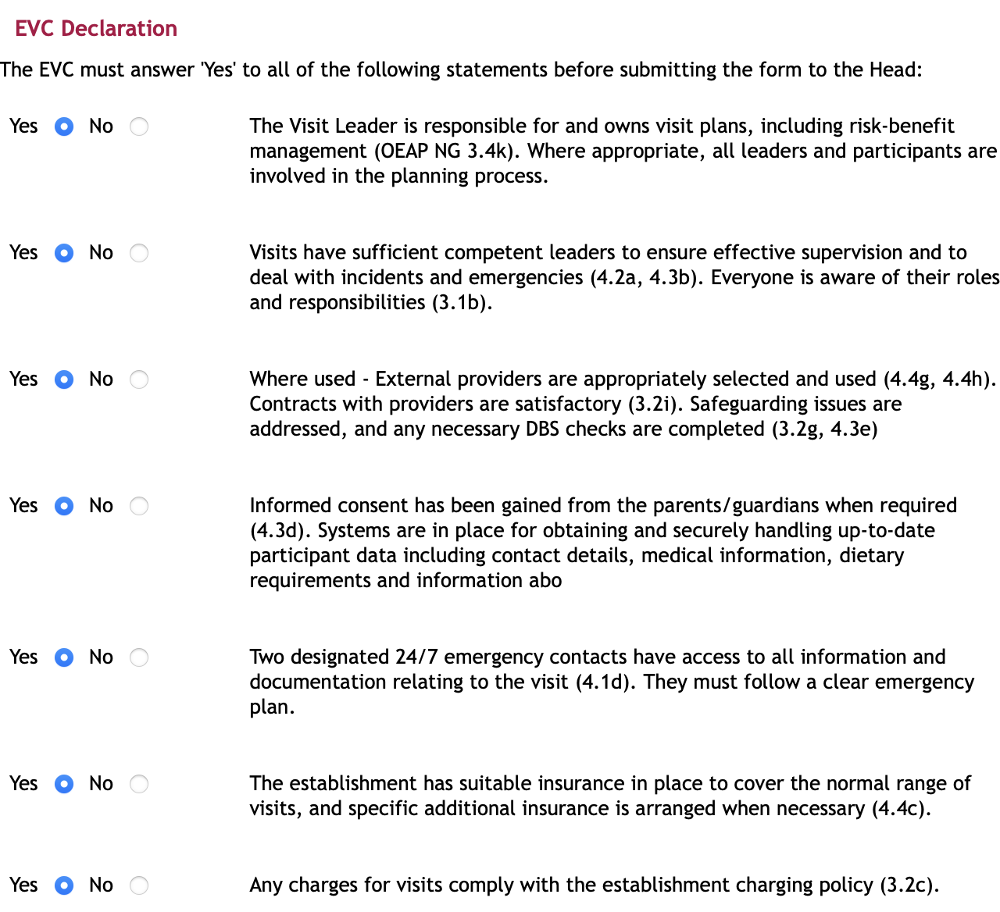 EVC Declaration
The EVC must answer 'Yes' to all of the following statements before submitting the form to the Head:
Yes No The Visit Leader is responsible for and owns visit plans, including risk-benefit
management (OEAP NG 3.4k). Where appropriate, all leaders and participants are
involved in the planning process.
Yes No Visits have sufficient competent leaders to ensure effective supervision and to
deal with incidents and emergencies (4.2a, 4.3b). Everyone is aware of their roles
and responsibilities (3.1b).
Yes No Where used - External providers are appropriately selected and used (4.4g, 4.4h).
Contracts with providers are satisfactory (3.2i). Safeguarding issues are
addressed, and any necessary DBS checks are completed (3.2g, 4.3e)
Yes No Informed consent has been gained from the parents/guardians when required
(4.3d). Systems are in place for obtaining and securely handling up-to-date
participant data including contact details, medical information, dietary
requirements and information abo
Yes No Two designated 24/7 emergency contacts have access to all information and
documentation relating to the visit (4.1d). They must follow a clear emergency
plan.
Yes No The establishment has suitable insurance in place to cover the normal range of
visits, and specific additional insurance is arranged when necessary (4.4c).
Yes No Any charges for visits comply with the establishment charging policy (3.2c).